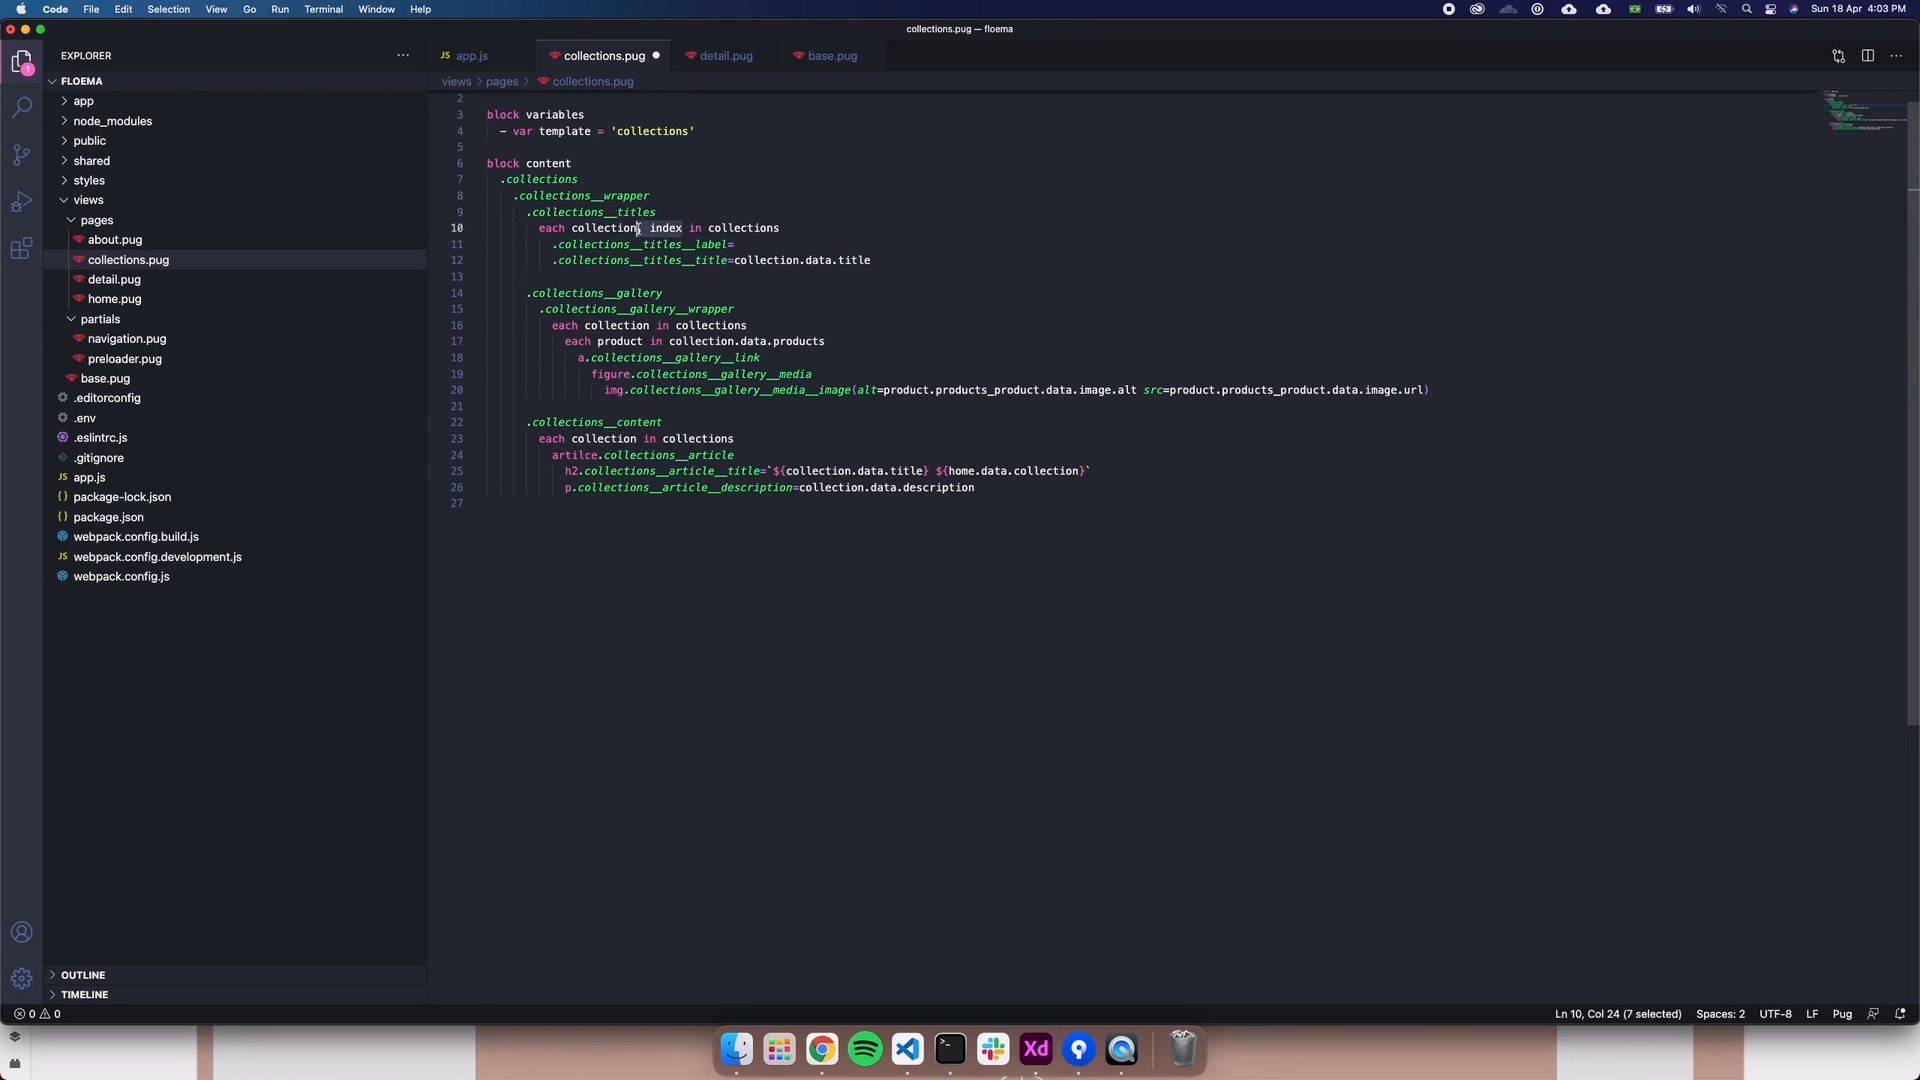 Code File Edit Selection View Go Run Terminal Window Help
Sun 18 Apr 4:03 PM
collections.pug — floema
EXPLORER
1
FLOEMA
app
node_modules
public
shared
styles
views
pages
about.pug
collections.pug
detail.pug
home.pug
partials
navigation.pug
preloader.pug
base.pug
.editorconfig
.env
.eslintrc.js
.gitignore
JS app.js
{} package-lock.json
{} package.json
webpack.config.build.js
JS webpack.config.development.js
webpack.config.js
OUTLINE
TIMELINE
JS app.js
collections.pug
detail.pug
base.pug
views > pages > collections.pug
2
3 block variables
4 - var template = 'collections'
5
6 block content
7 .collections
8 .collections__wrapper
9 .collections__titles
10 each collection, index in collections
11 .collections__titles__label=
12 .collections__titles__title=collection.data.title
13
14 .collections__gallery
15 .collections__gallery__wrapper
16 each collection in collections
17 each product in collection.data.products
18 a.collections__gallery__link
19 figure.collections__gallery__media
20 img.collections__gallery__media__image(alt=product.products_product.data.image.alt src=product.products_product.data.image.url)
21
22 .collections__content
23 each collection in collections
24 artilce.collections__article
25 h2.collections__article__title=`${collection.data.title} ${home.data.collection}`
26 p.collections__article__description=collection.data.description
27
0 0
Ln 10, Col 24 (7 selected) Spaces: 2 UTF-8 LF Pug
Xd